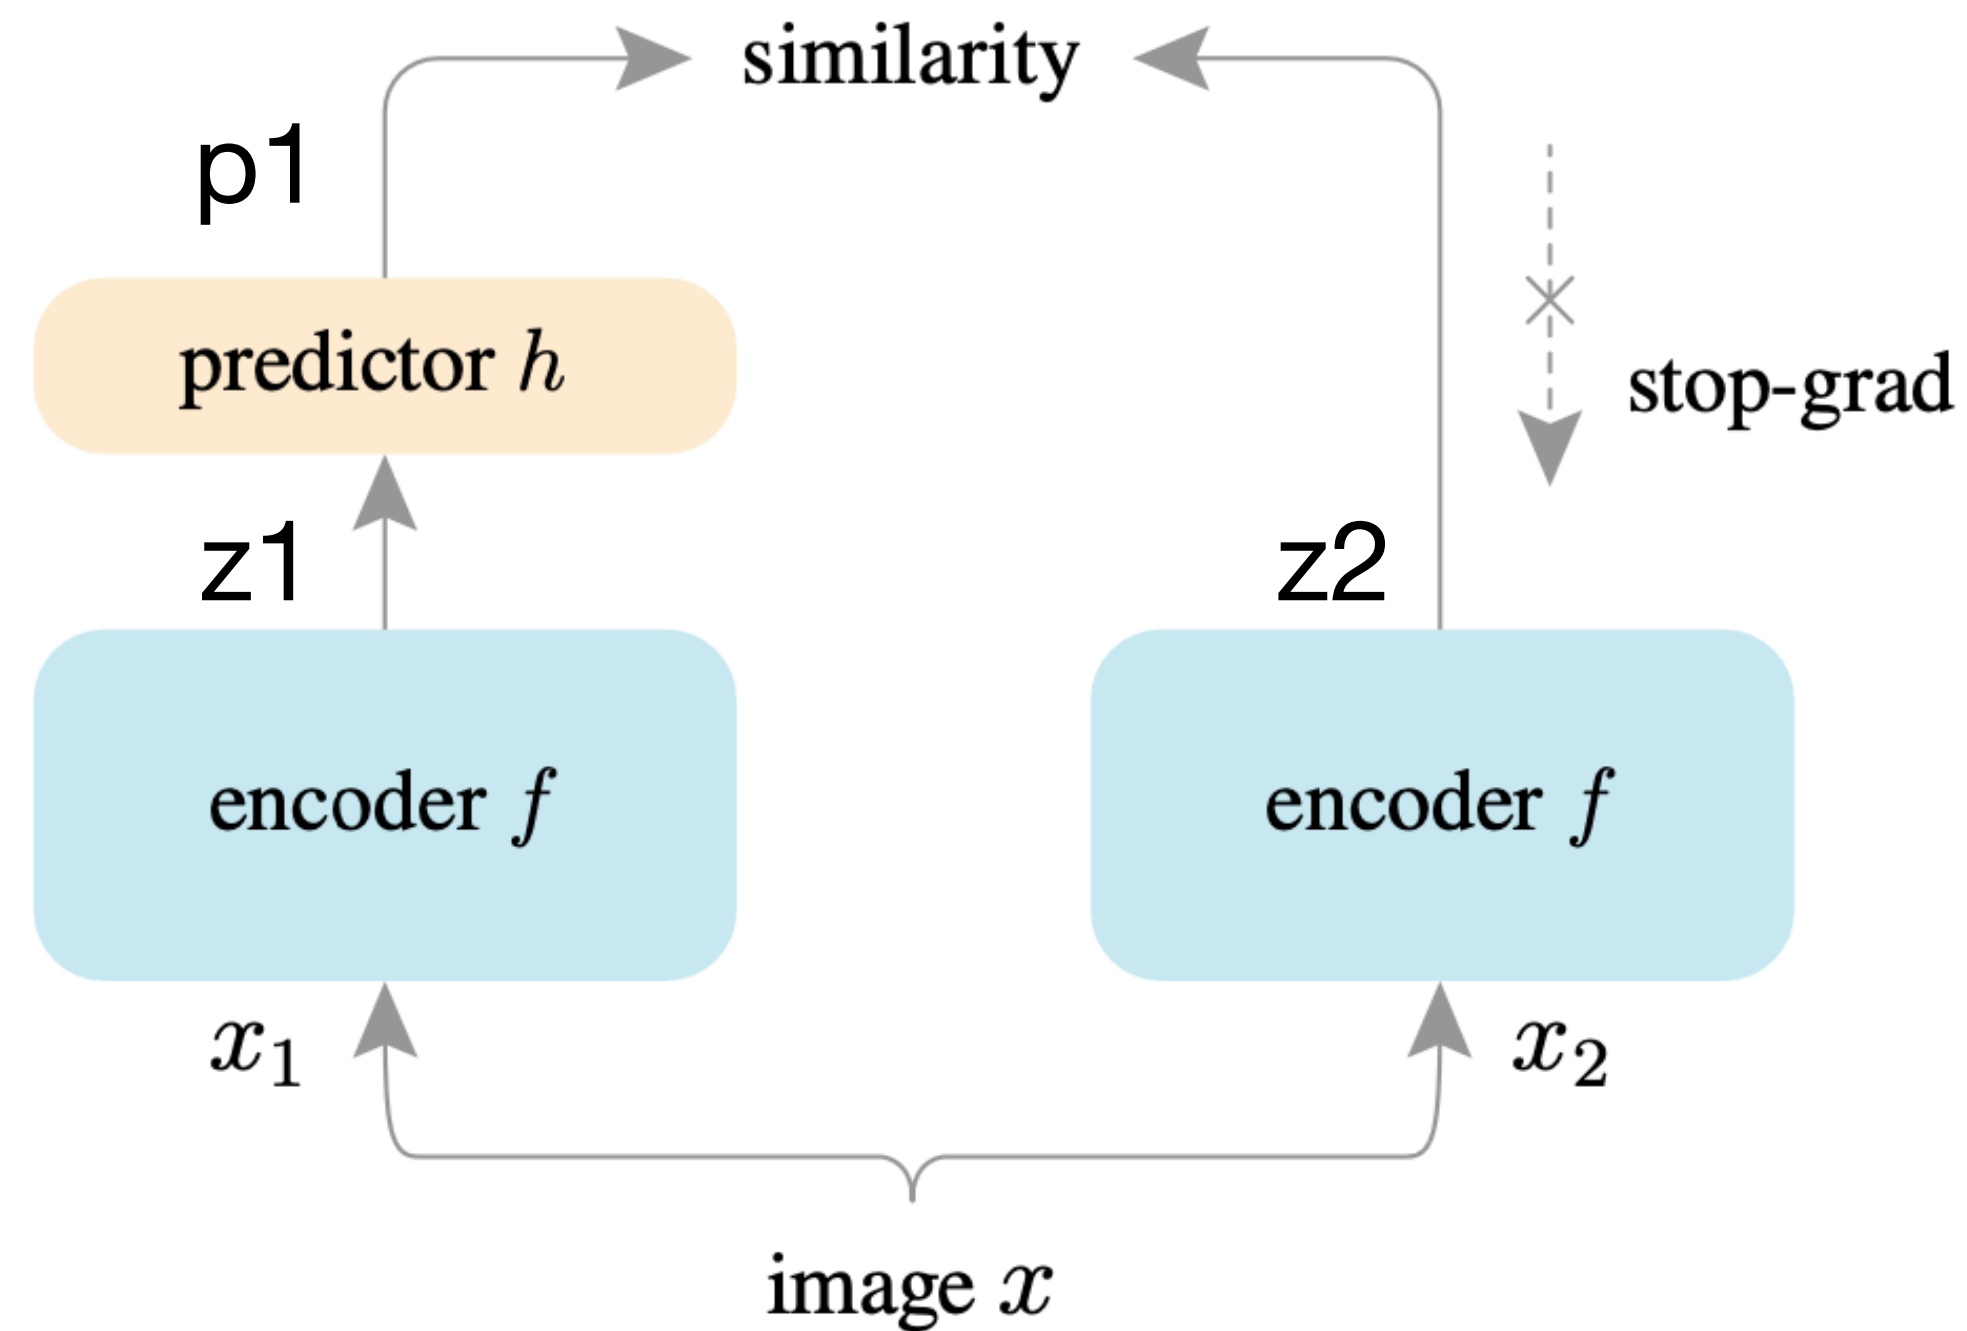 similarity
p1
predictor h
stop-grad
z1
z2
encoder f
encoder f
x₁
x₂
image x